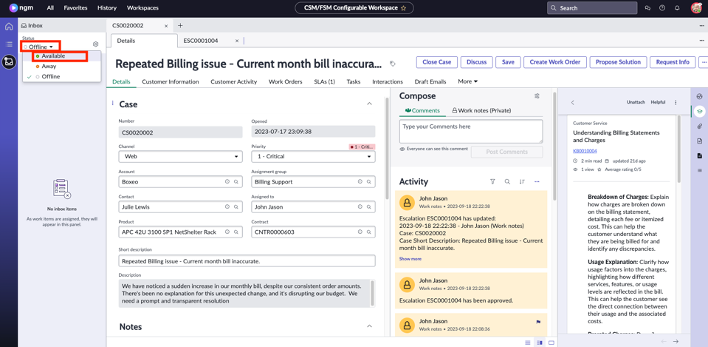 ngm All Favorites History Workspaces CSM/FSM Configurable Workspace Search
Inbox
Status
Offline
Available
Away
Offline
No inbox items
As work items are assigned, they will
appear in this panel.
CS0020002
Details ESC0001004
Repeated Billing issue - Current month bill inaccura...
Close Case Discuss Save Create Work Order Propose Solution Request Info
Details Customer Information Customer Activity Work Orders SLAs (1) Tasks Interactions Draft Emails More
Case
Number
CS0020002
Opened
2023-07-17 23:09:38
Channel
Web
Priority
1 - Criti...
1 - Critical
Account
Boxeo
Assignment group
Billing Support
Contact
Julie Lewis
Assigned to
John Jason
Product
APC 42U 3100 SP1 NetShelter Rack
Contract
CNTR0000603
Short description
Repeated Billing issue - Current month bill inaccurate.
Description
We have noticed a sudden increase in our monthly bill, despite our consistent order amounts.
There's been no explanation for this unexpected change, and it's disrupting our budget. We
need a prompt and transparent resolution
Notes
Compose
Comments Work notes (Private)
Type your Comments here
Everyone can see this comment
Post Comments
Activity
John Jason
Work notes • 2023-09-18 22:22:38
Escalation ESC0001004 has updated:
2023-09-18 22:22:38 - John Jason (Work notes)
Case: CS0020002
Case Short Description: Repeated Billing issue - Current
month bill inaccurate.
Show more
John Jason
Work notes • 2023-09-18 22:22:38
Escalation ESC0001004 has been approved.
John Jason
Work notes • 2023-09-18 22:08:36
Unattach Helpful
Customer Service
Understanding Billing Statements
and Charges
KB0010004
2 min read updated 21d ago
1 view Average rating 0/5
Breakdown of Charges: Explain
how charges are broken down
on the billing statement,
detailing each fee or itemized
cost. This can help the
customer understand what
they are being billed for and
identify any discrepancies.
Usage Explanation: Clarify how
usage factors into the charges,
highlighting how different
services, features, or usage
levels are reflected in the bill.
This can help the customer see
the direct connection between
their usage and the associated
costs.